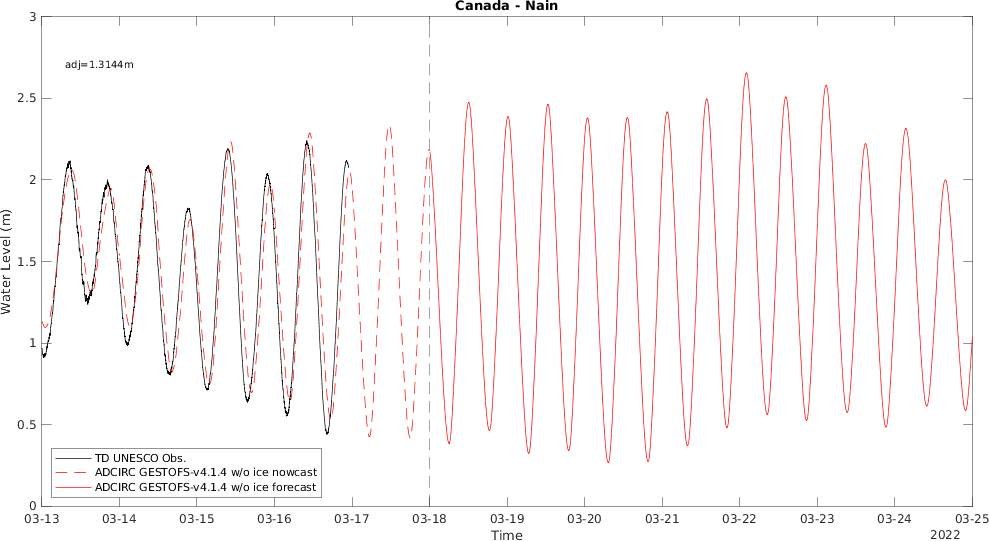 Canada - Nain
adj=1.3144m
3
2.5
2
1.5
1
0.5
0
Water Level (m)
TD UNESCO Obs.
ADCIRC GESTOFS-v4.1.4 w/o ice nowcast
ADCIRC GESTOFS-v4.1.4 w/o ice forecast
03-13 03-14 03-15 03-16 03-17 03-18 03-19 03-20 03-21 03-22 03-23 03-24 03-25
Time
2022